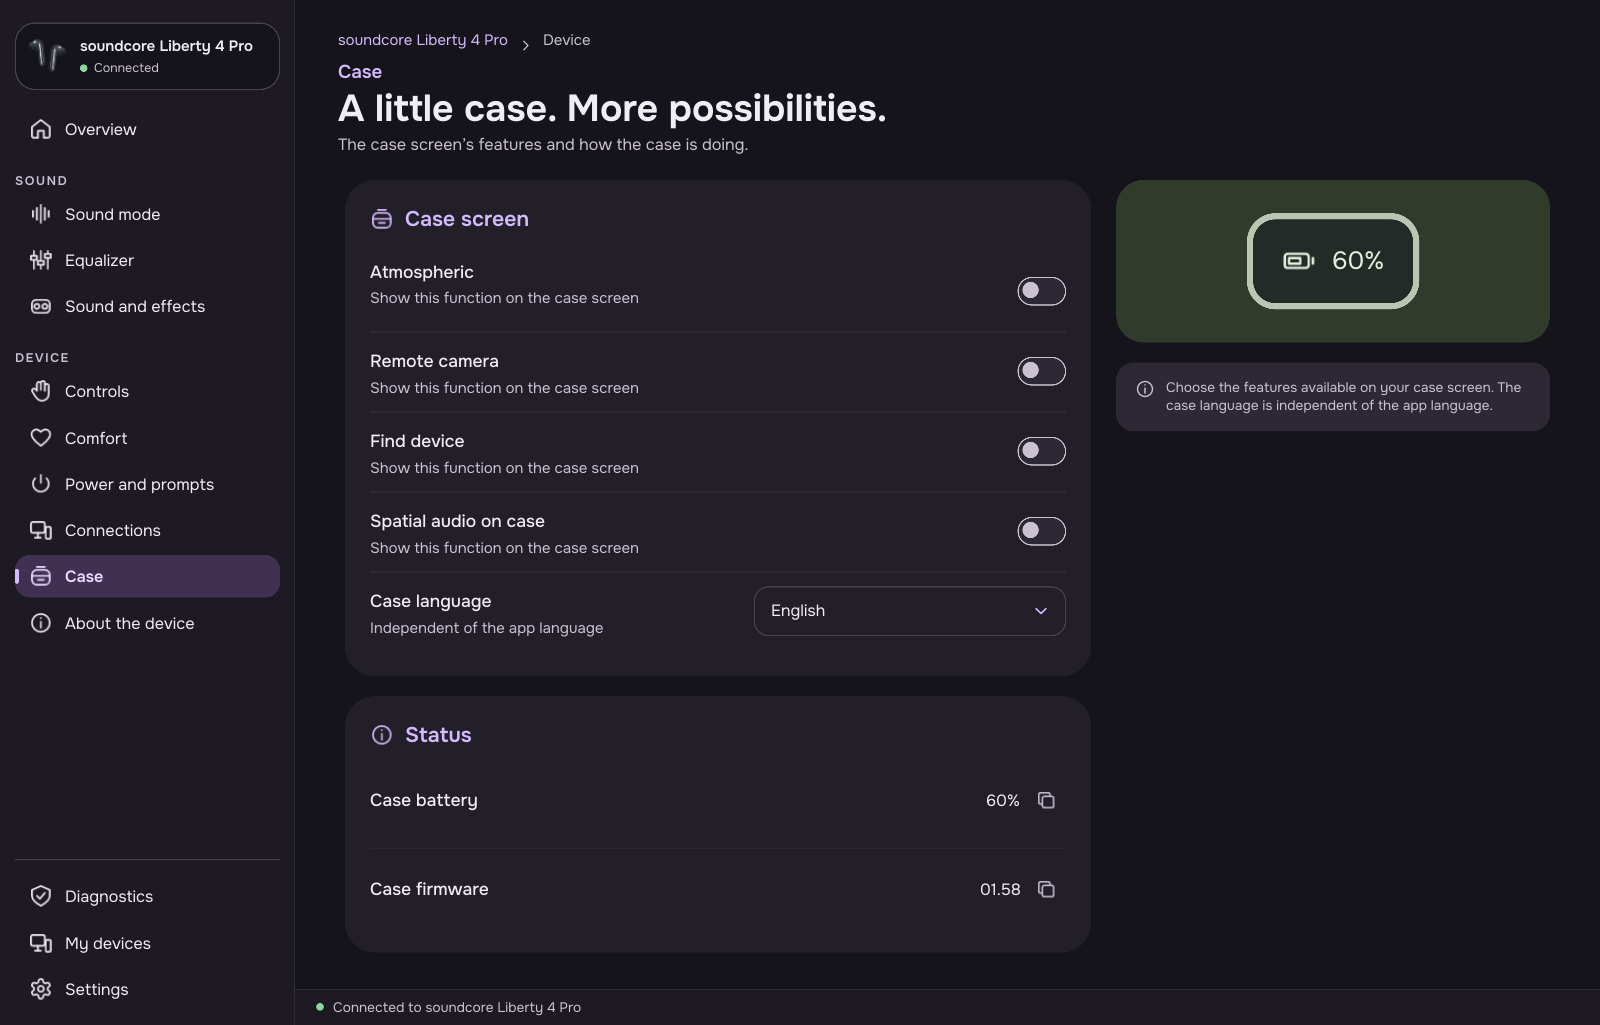 soundcore Liberty 4 Pro
Connected
Overview
SOUND
Sound mode
Equalizer
Sound and effects
DEVICE
Controls
Comfort
Power and prompts
Connections
Case
About the device
Diagnostics
My devices
Settings
soundcore Liberty 4 Pro > Device
Case
A little case. More possibilities.
The case screen’s features and how the case is doing.
Case screen
Atmospheric
Show this function on the case screen
Remote camera
Show this function on the case screen
Find device
Show this function on the case screen
Spatial audio on case
Show this function on the case screen
Case language
Independent of the app language
English
Status
Case battery
60%
Case firmware
01.58
60%
Choose the features available on your case screen. The
case language is independent of the app language.
Connected to soundcore Liberty 4 Pro